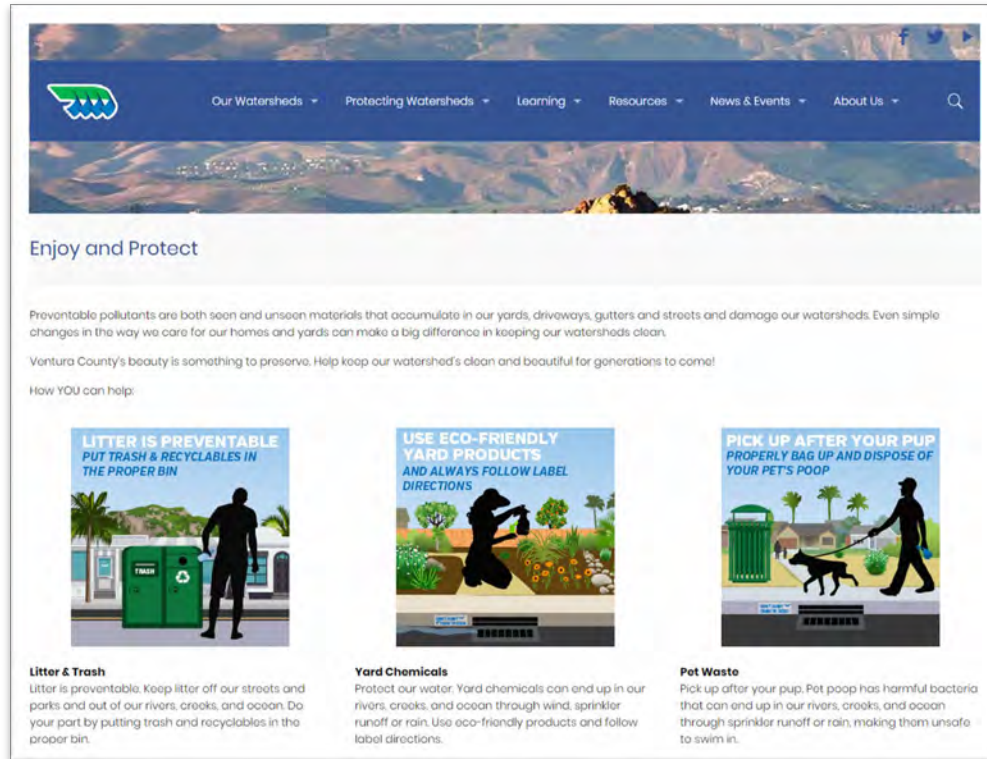 Our Watersheds Protecting Watersheds Learning Resources News & Events About Us
Enjoy and Protect
Preventable pollutants are both seen and unseen materials that accumulate in our yards, driveways, gutters and streets and damage our watersheds. Even simple
changes in the way we care for our homes and yards can make a big difference in keeping our watersheds clean.
Ventura County's beauty is something to preserve. Help keep our watershed's clean and beautiful for generations to come!
How YOU can help:
LITTER IS PREVENTABLE
PUT TRASH & RECYCLABLES IN
THE PROPER BIN
TRASH
Litter & Trash
Litter is preventable. Keep litter off our streets and
parks and out of our rivers, creeks, and ocean. Do
your part by putting trash and recyclables in the
proper bin.
USE ECO-FRIENDLY
YARD PRODUCTS
AND ALWAYS FOLLOW LABEL
DIRECTIONS
Yard Chemicals
Protect our water. Yard chemicals can end up in our
rivers, creeks, and ocean through wind, sprinkler
runoff or rain. Use eco-friendly products and follow
label directions.
PICK UP AFTER YOUR PUP
PROPERLY BAG UP AND DISPOSE OF
YOUR PET'S POOP
Pet Waste
Pick up after your pup. Pet poop has harmful bacteria
that can end up in our rivers, creeks, and ocean
through sprinkler runoff or rain, making them unsafe
to swim in.